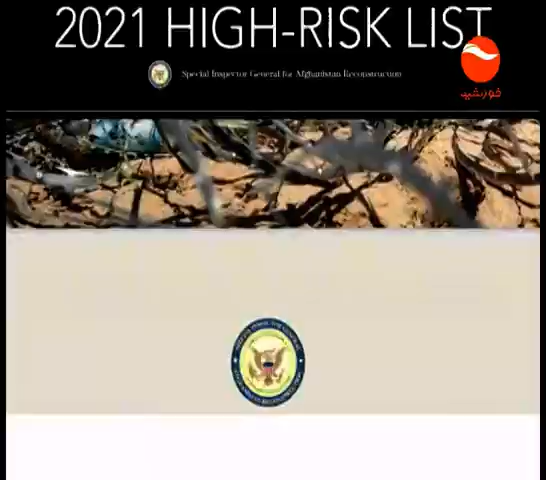 2021 HIGH-RISK LIST
Special Inspector General for Afghanistan Reconstruction
خورشید